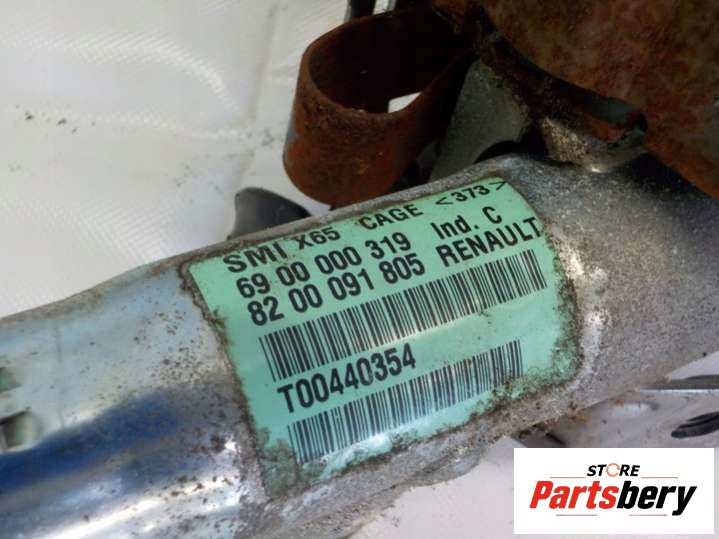 SMI X65 CAGE <373>
69 00 000 319 Ind. C
82 00 091 805 RENAULT
T00440354
STORE
Partsbery